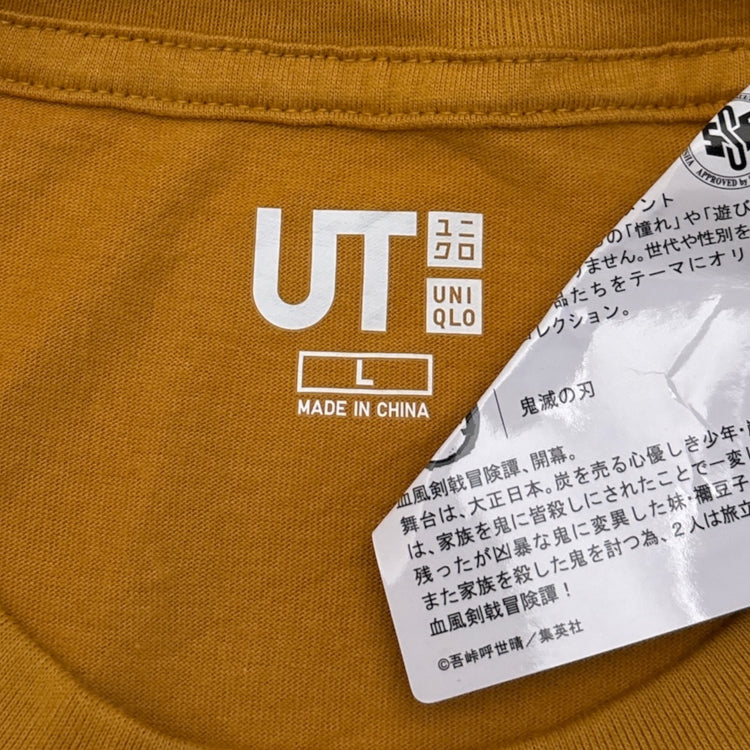 UT
ユニ
クロ
UNI
QLO
L
MADE IN CHINA
APPROVED by
「憧れ」や「遊び
ません。世代や性別を
品たちをテーマにオリ
コレクション。
鬼滅の刃
血風剣戟冒険譚、開幕。
舞台は、大正日本。炭を売る心優しき少年・
は、家族を鬼に皆殺しにされたことで一変し
残ったが凶暴な鬼に変異した妹・禰豆子
また家族を殺した鬼を討つ為、2人は旅立
血風剣戟冒険譚！
©吾峠呼世晴／集英社